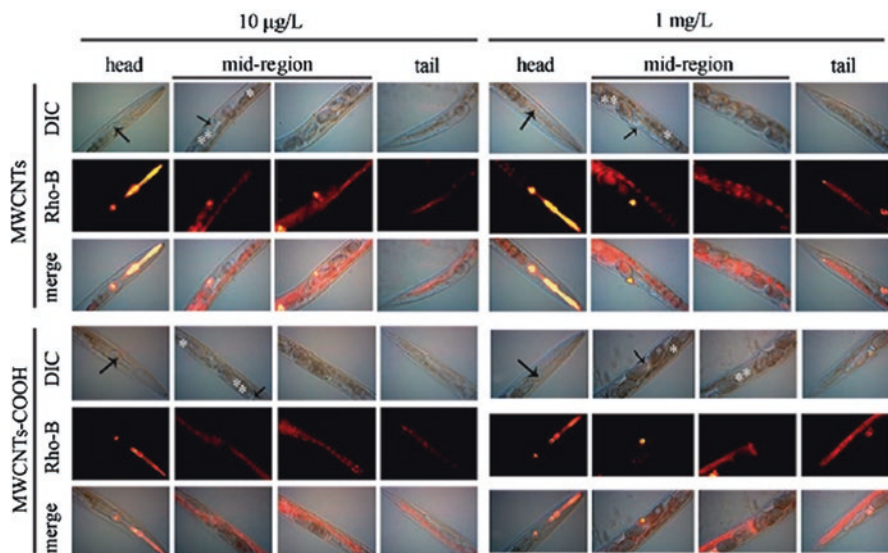 10 µg/L 1 mg/L
head mid-region tail head mid-region tail
MWCNTs
DIC
Rho-B
merge
MWCNTs-COOH
DIC
Rho-B
merge